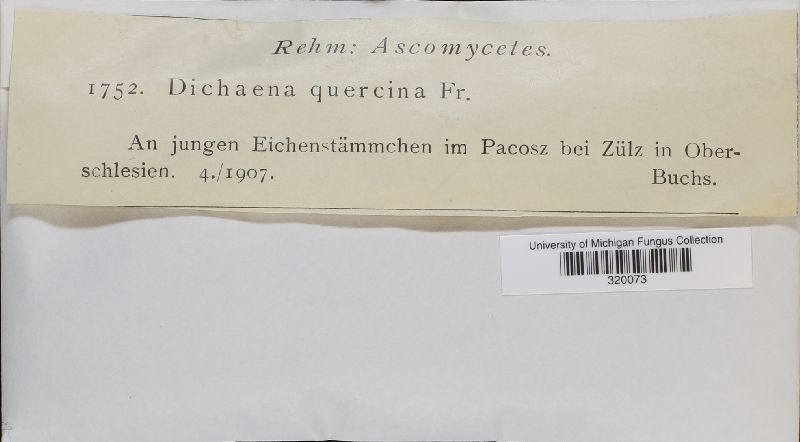 Rehm: Ascomycetes.
1752. Dichaena quercina Fr.
An jungen Eichenstämmchen im Pacosz bei Zülz in Ober-
schlesien. 4./1907. Buchs.
University of Michigan Fungus Collection
320073